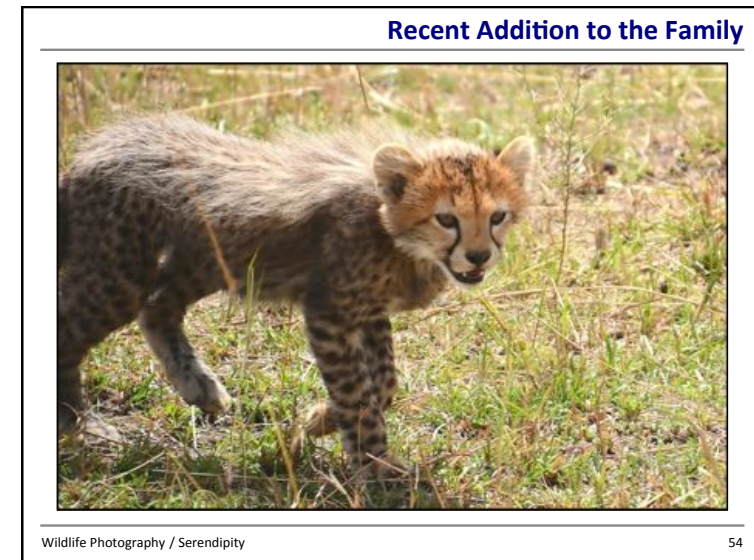 Recent Addition to the Family
Wildlife Photography / Serendipity
54